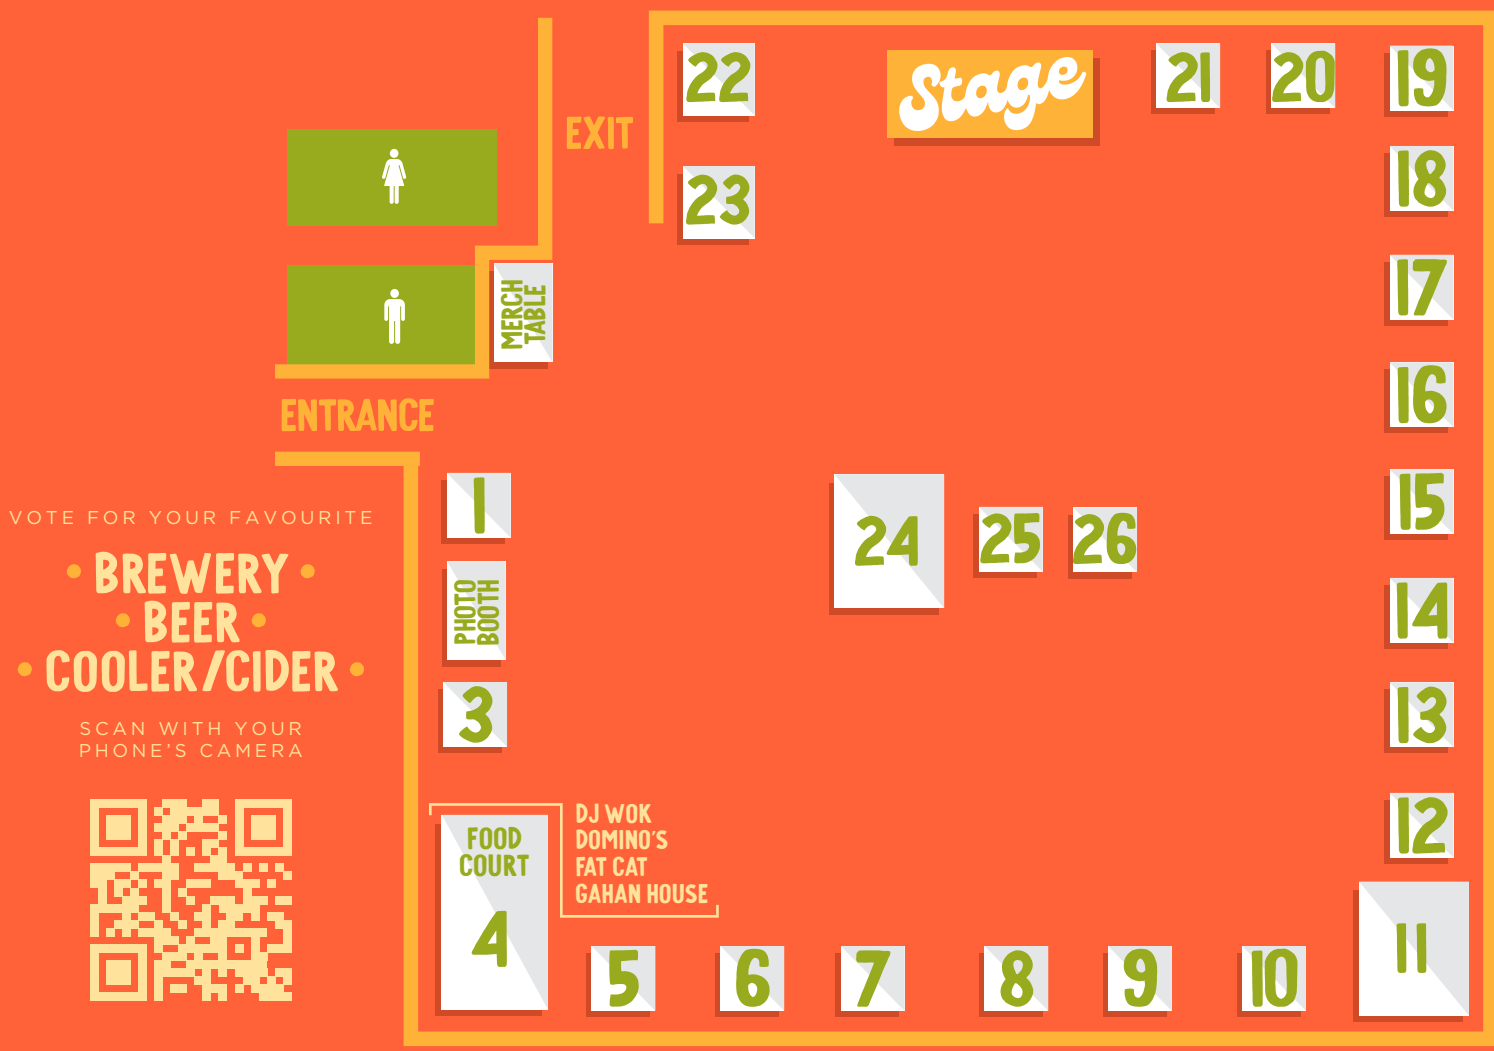 22
Stage
21
20
19
EXIT
18
23
17
MERCH
TABLE
16
ENTRANCE
1
15
VOTE FOR YOUR FAVOURITE
24
25
26
• BREWERY •
• BEER •
• COOLER/CIDER •
PHOTO
BOOTH
14
3
13
SCAN WITH YOUR
PHONE'S CAMERA
FOOD
COURT
4
DJ WOK
DOMINO'S
FAT CAT
GAHAN HOUSE
12
11
5
6
7
8
9
10